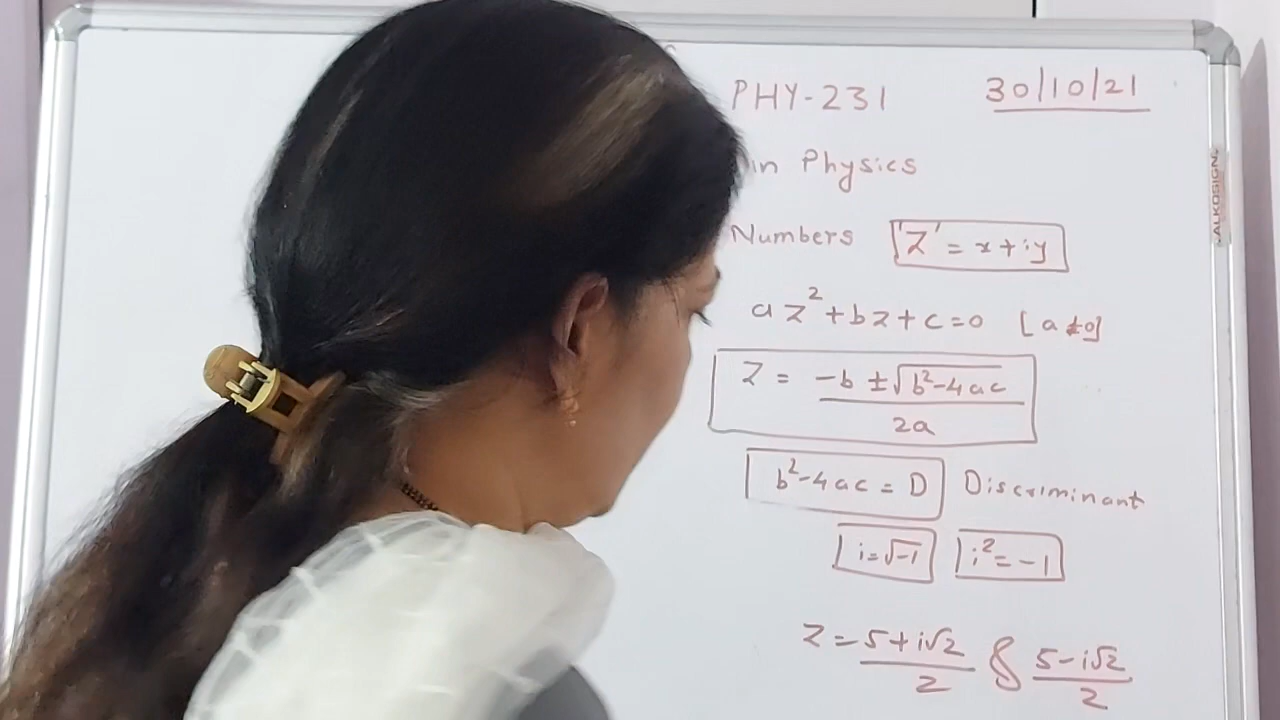 PHY-231 30/10/21
in Physics
Numbers 'Z' = x+iy
az²+bz+c=0 [a≠0]
Z = (-b ± √(b²-4ac))/2a
b²-4ac = D Discriminant
i=√-1 i²=-1
Z = (5+i√2)/2 & (5-i√2)/2
ALKOSIGN